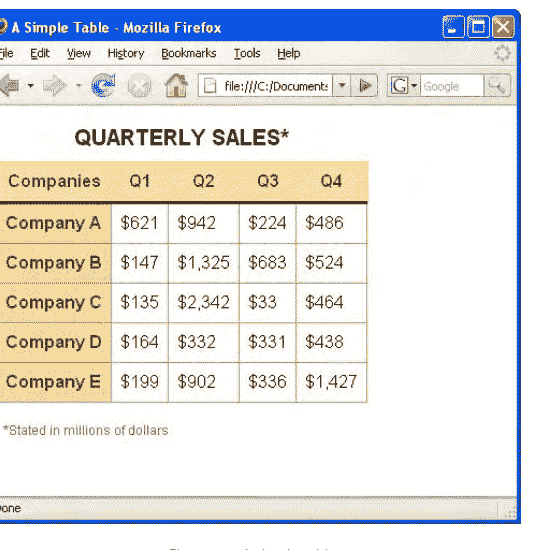 A Simple Table - Mozilla Firefox
File Edit View History Bookmarks Tools Help
file:///C:/Document: G Google
QUARTERLY SALES*
Companies Q1 Q2 Q3 Q4
Company A $621 $942 $224 $486
Company B $147 $1,325 $683 $524
Company C $135 $2,342 $33 $464
Company D $164 $332 $331 $438
Company E $199 $902 $336 $1,427
*Stated in millions of dollars
one